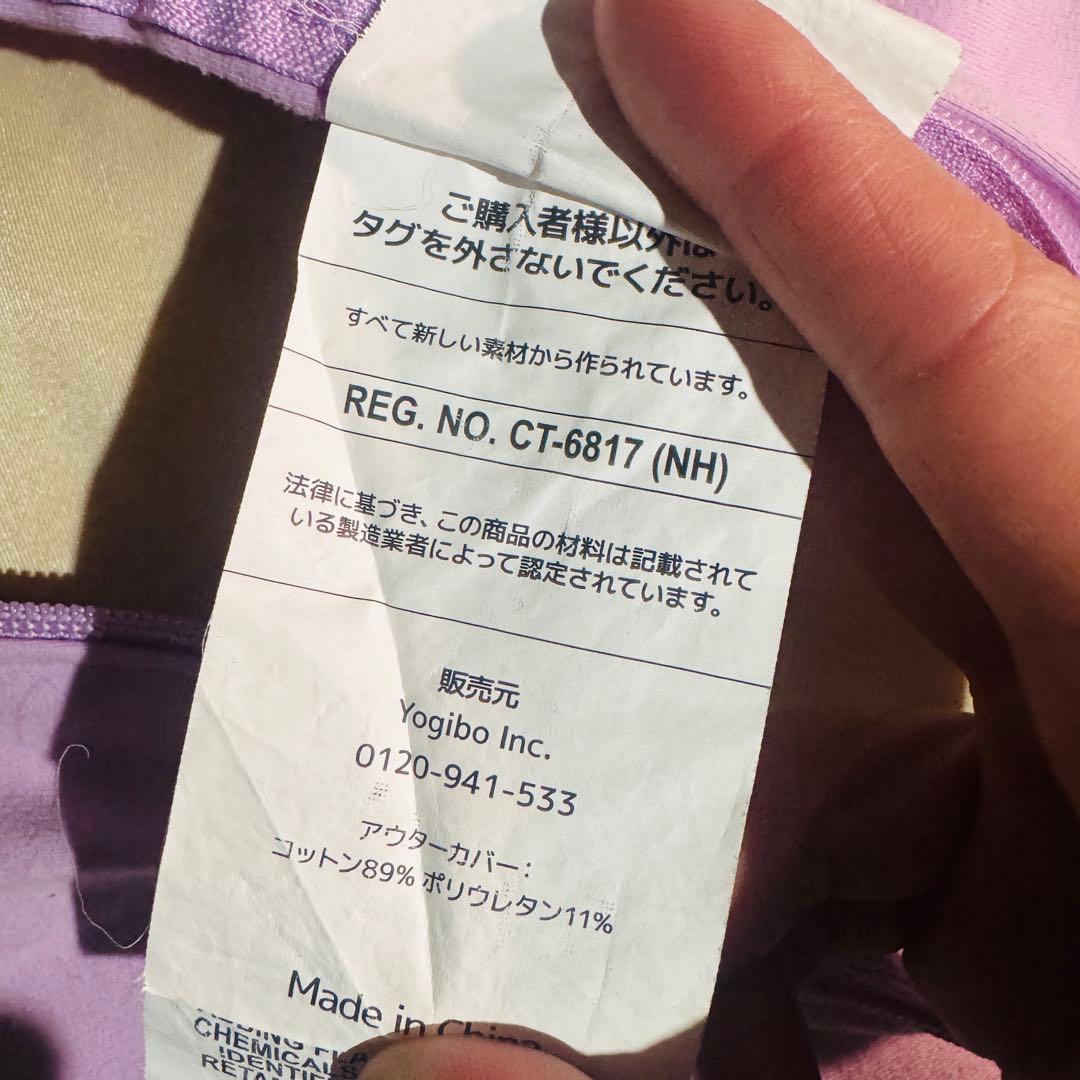 ご購入者様以外は
タグを外さないでください。
すべて新しい素材から作られています。
REG. NO. CT-6817 (NH)
法律に基づき、この商品の材料は記載されて
いる製造業者によって認定されています。
販売元
Yogibo Inc.
0120-941-533
アウターカバー：
コットン89% ポリウレタン11%
Made in China
CHEMICALS